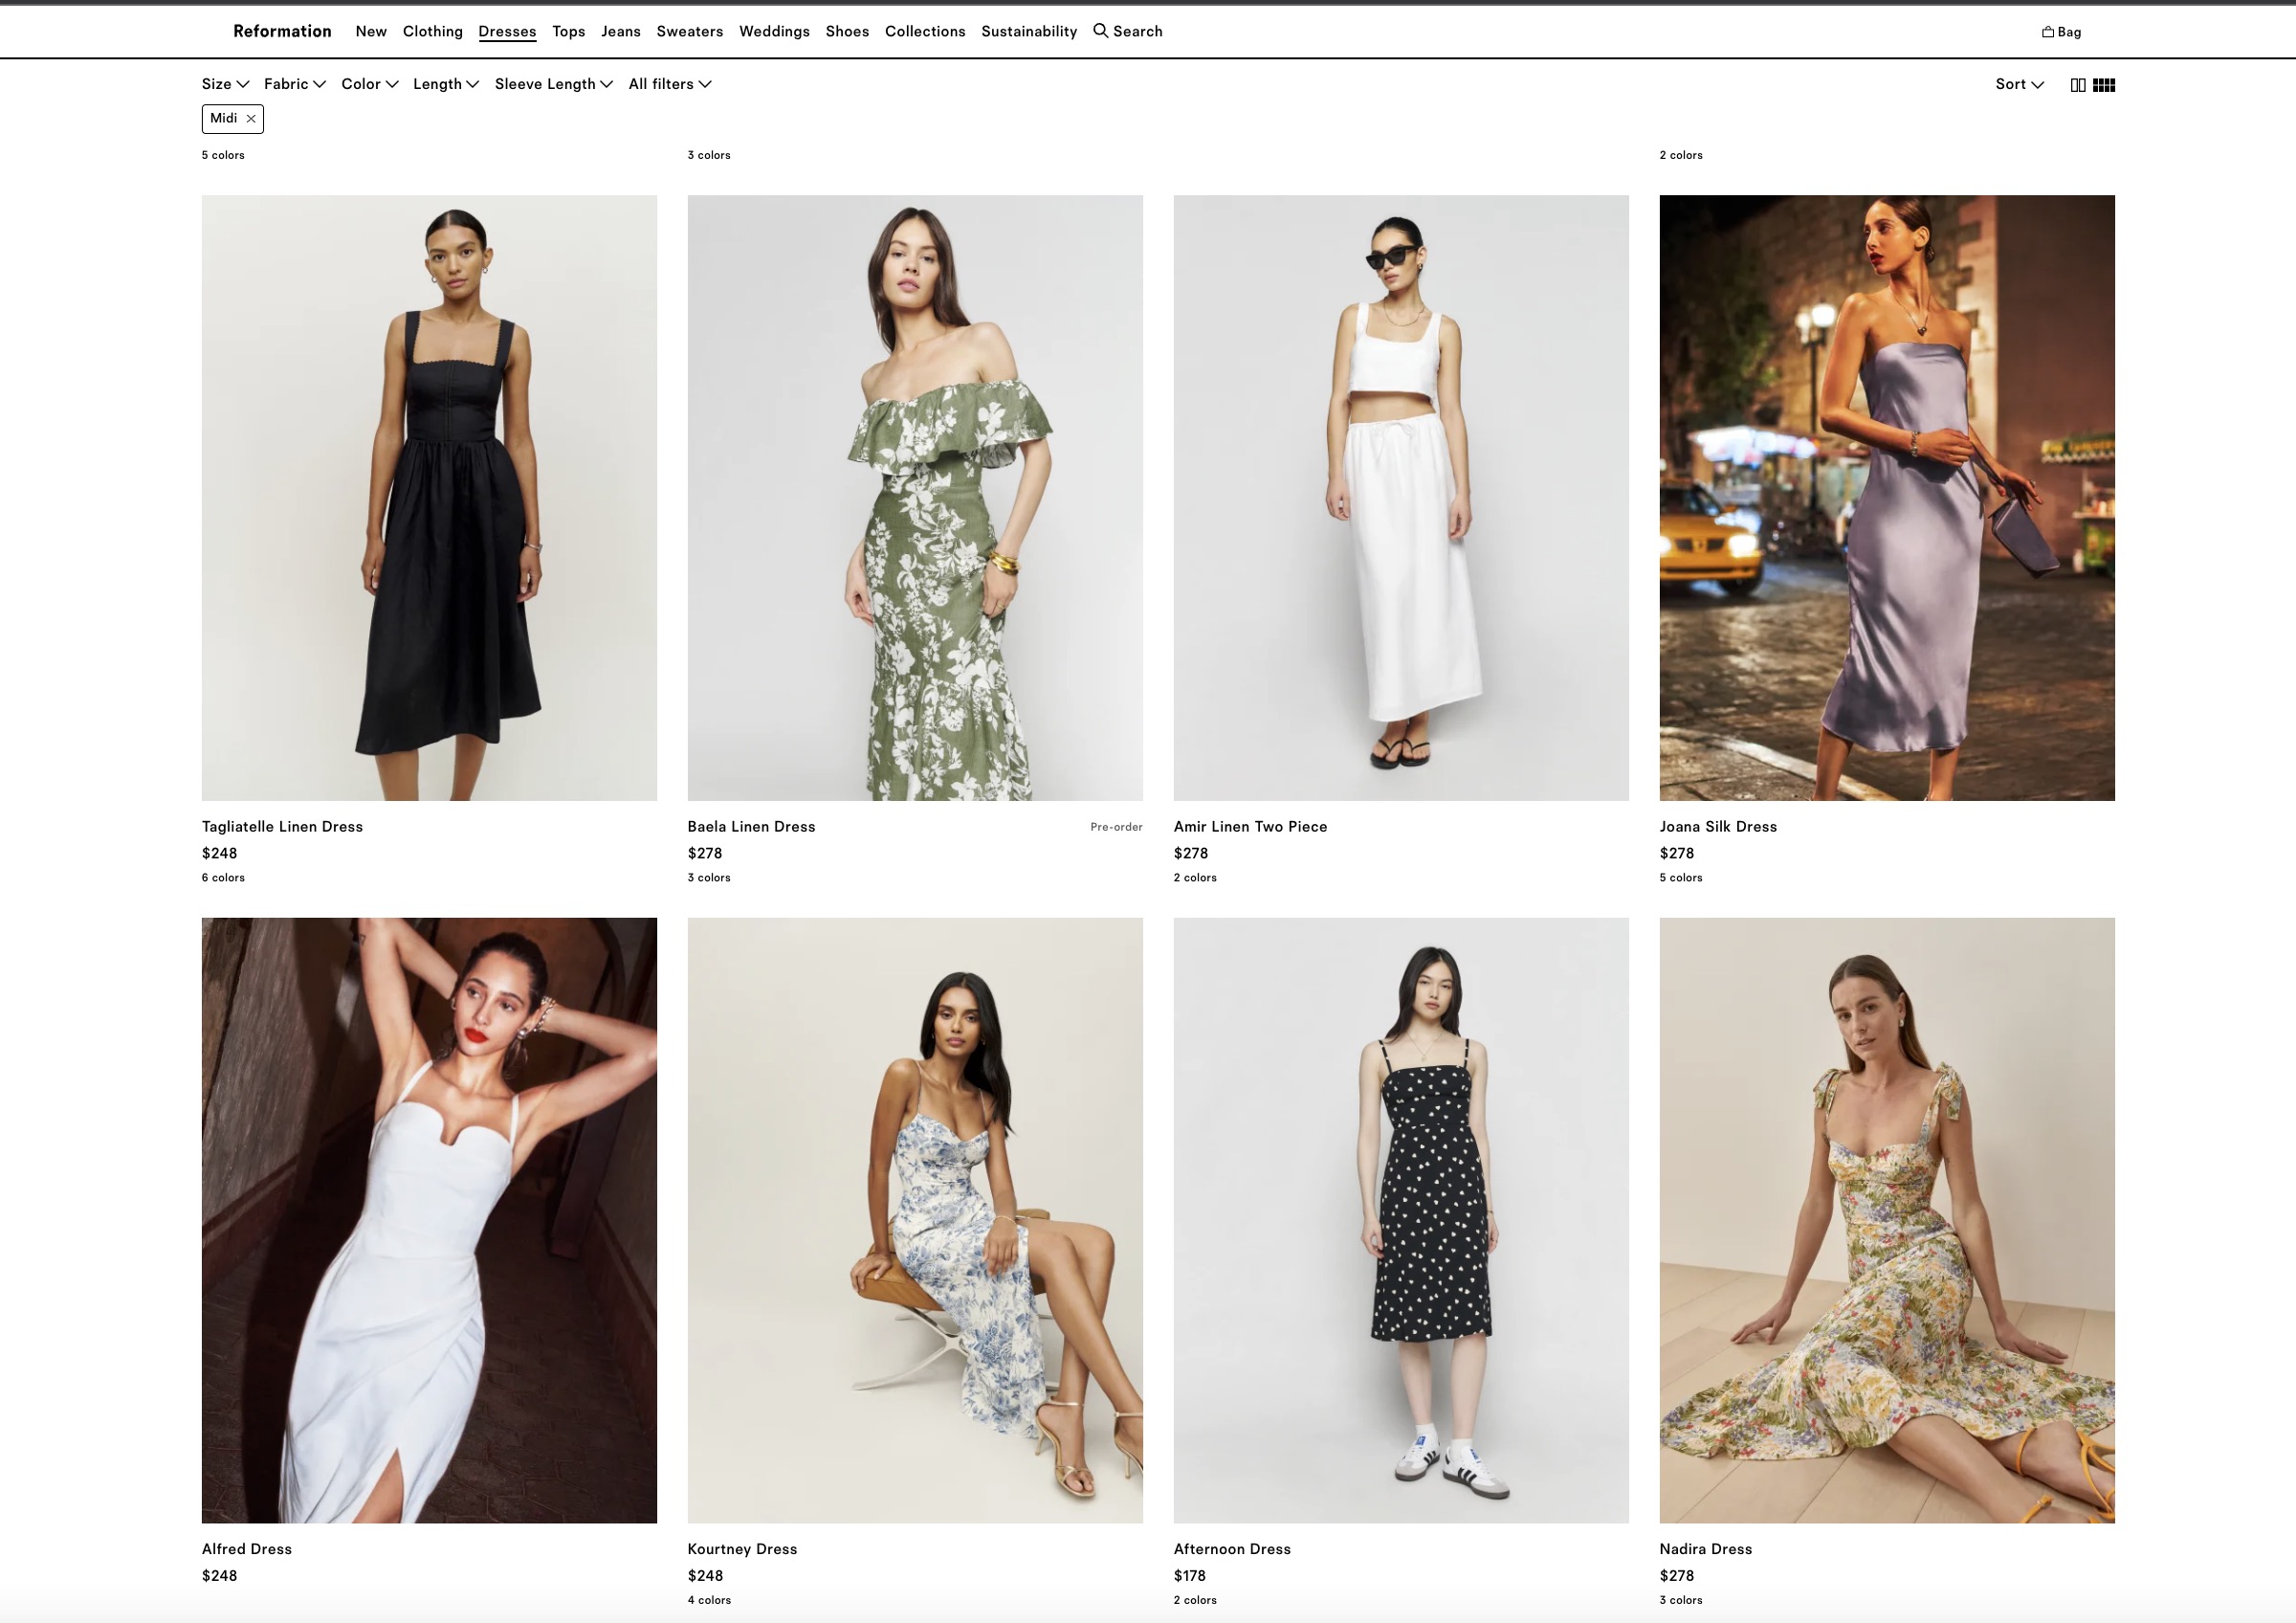 Reformation New Clothing Dresses Tops Jeans Sweaters Weddings Shoes Collections Sustainability Search Bag
Size Fabric Color Length Sleeve Length All filters Sort
Midi
5 colors 3 colors 2 colors
Tagliatelle Linen Dress
$248
6 colors
Baela Linen Dress Pre-order
$278
3 colors
Amir Linen Two Piece
$278
2 colors
Joana Silk Dress
$278
5 colors
Alfred Dress
$248
Kourtney Dress
$248
4 colors
Afternoon Dress
$178
2 colors
Nadira Dress
$278
3 colors